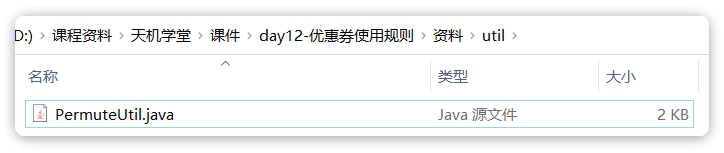 D:) › 课程资料 › 天机学堂 › 课件 › day12-优惠券使用规则 › 资料 › util ›
名称 类型 大小
PermuteUtil.java Java 源文件 2 KB